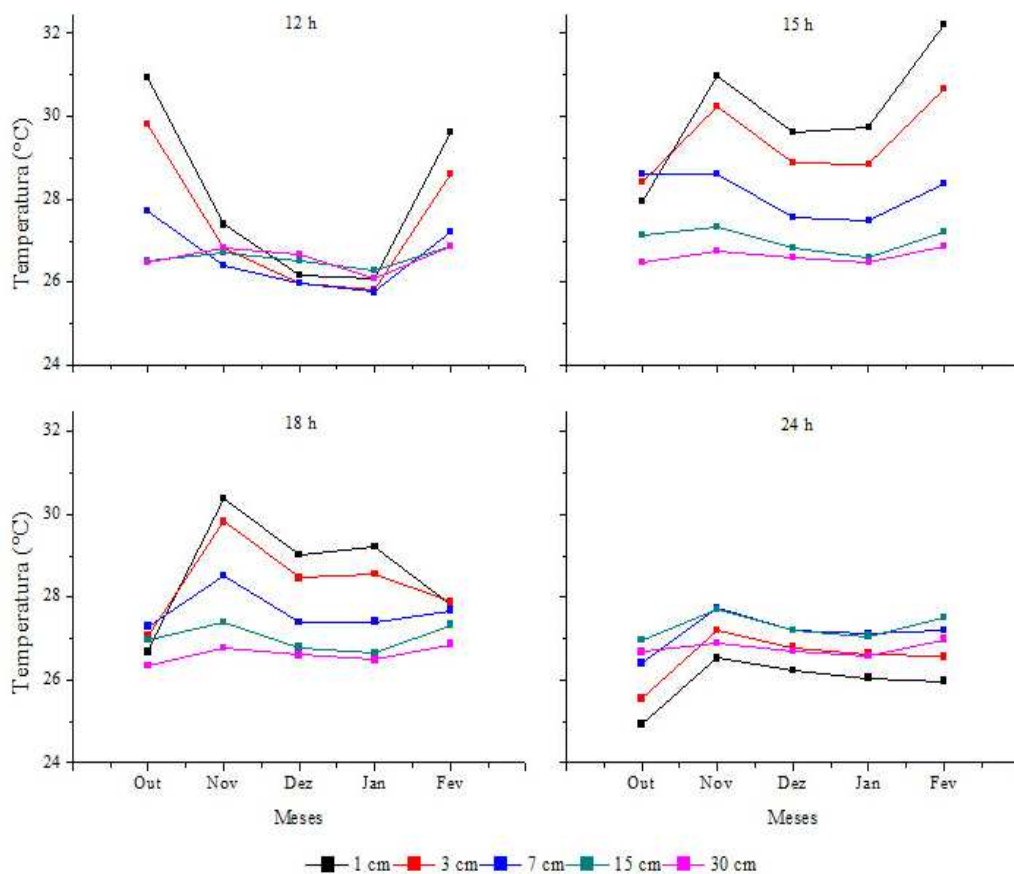 12 h
15 h
32
30
28
26
24
Temperatura (°C)
18 h
24 h
32
30
28
26
24
Temperatura (°C)
Out Nov Dez Jan Fev
Out Nov Dez Jan Fev
Meses
Meses
1 cm 3 cm 7 cm 15 cm 30 cm